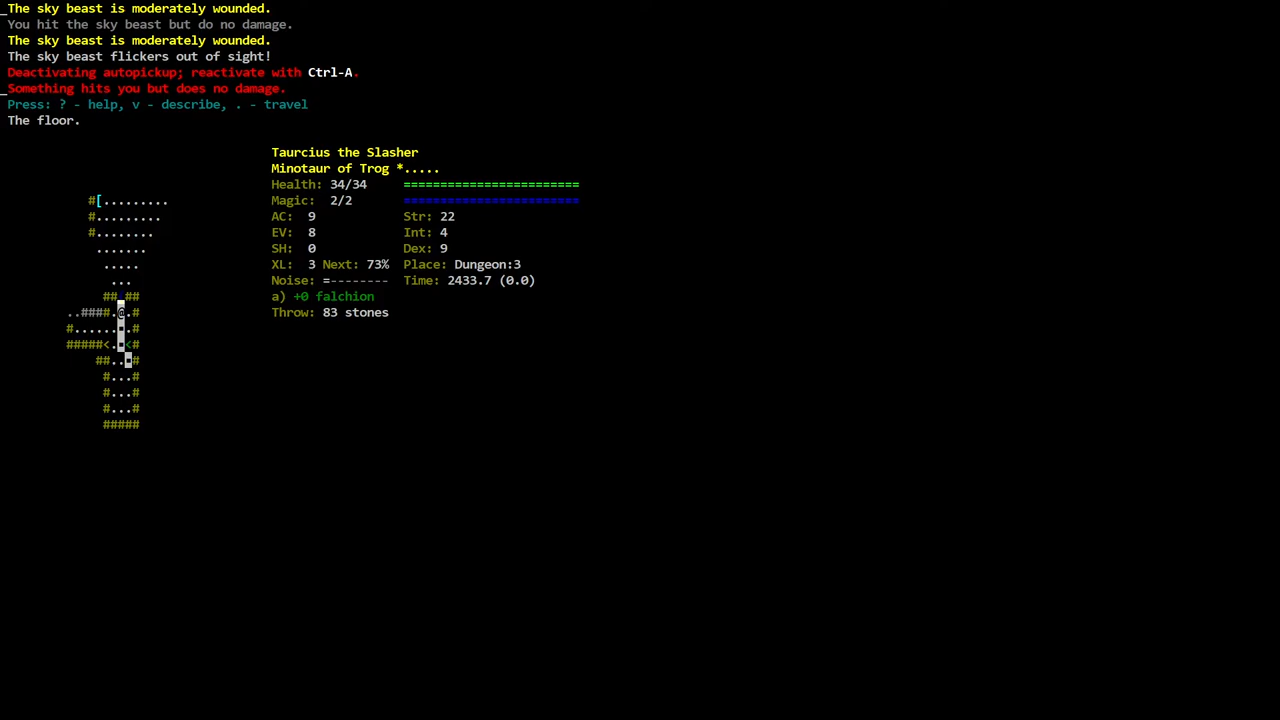 _The sky beast is moderately wounded.
You hit the sky beast but do no damage.
The sky beast is moderately wounded.
The sky beast flickers out of sight!
Deactivating autopickup; reactivate with Ctrl-A.
_Something hits you but does no damage.
Press: ? - help, v - describe, . - travel
The floor.
Taurcius the Slasher
Minotaur of Trog *.....
Health: 34/34 ========================
Magic: 2/2 ========================
AC: 9 Str: 22
EV: 8 Int: 4
SH: 0 Dex: 9
XL: 3 Next: 73% Place: Dungeon:3
Noise: =-------- Time: 2433.7 (0.0)
a) +0 falchion
Throw: 83 stones
#[.........
#.........
#........
.......
.....
...
## ##
..####.@.#
#.......#
#####<. <#
##.. #
#...#
#...#
#...#
#####